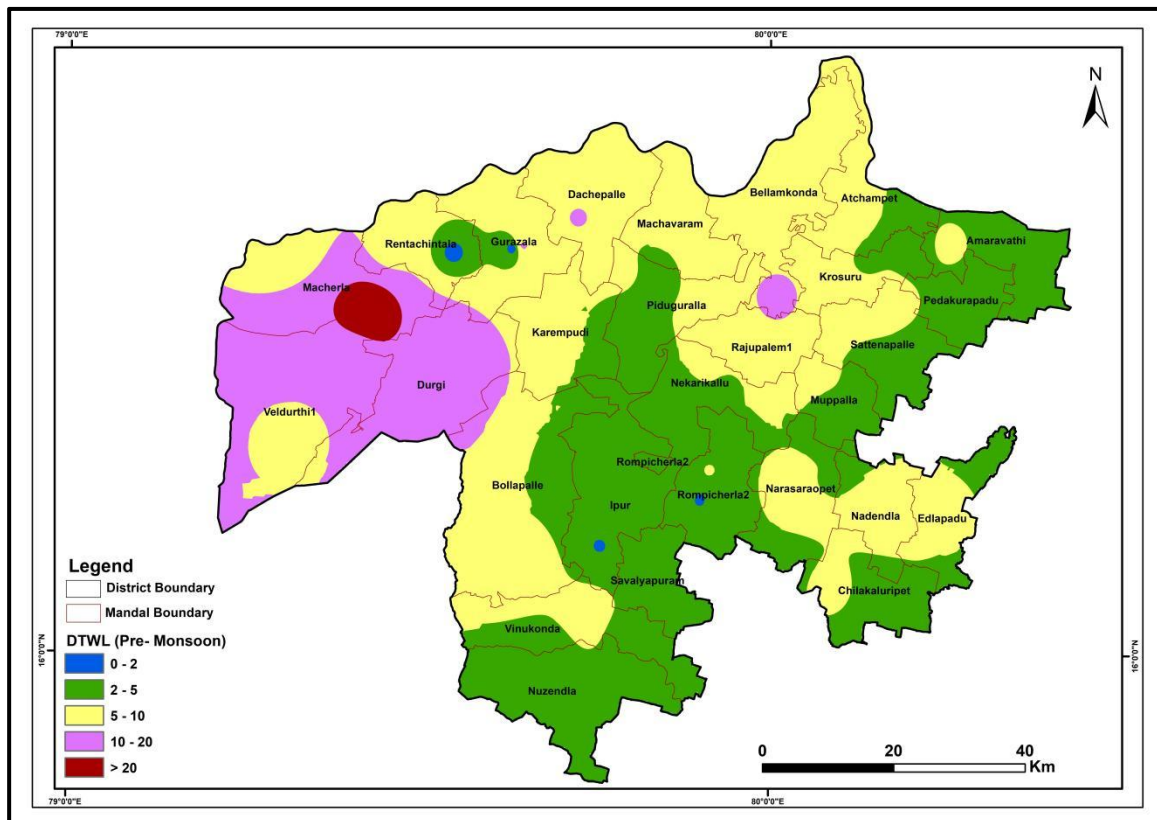 79°0'0"E
80°0'0"E
N
Bellamkonda
Dachepalle
Atchampet
Machavaram
Rentachintala
Gurazala
Amaravathi
Krosuru
Macherla
Piduguralla
Pedakurapadu
Karempudi
Rajupalem1
Sattenapalle
Durgi
Nekarikallu
Muppalla
Veldurthi1
Rompicherla2
Bollapalle
Narasaraopet
Rompicherla2
Ipur
Nadendla
Edlapadu
Savalyapuram
Chilakaluripet
Vinukonda
Nuzendla
16°0'0"N
16°0'0"N
Legend
District Boundary
Mandal Boundary
DTWL (Pre- Monsoon)
0 - 2
2 - 5
5 - 10
10 - 20
> 20
0 20 40
Km
79°0'0"E
80°0'0"E